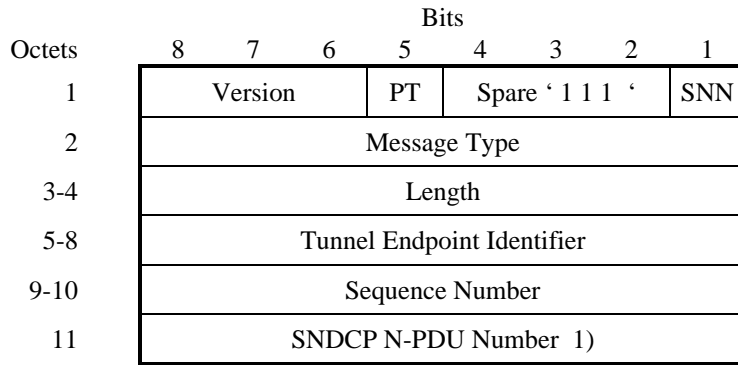 Bits
Octets 8 7 6 5 4 3 2 1
1 Version PT Spare ‘ 1 1 1 ‘ SNN
2 Message Type
3-4 Length
5-8 Tunnel Endpoint Identifier
9-10 Sequence Number
11 SNDCP N-PDU Number 1)